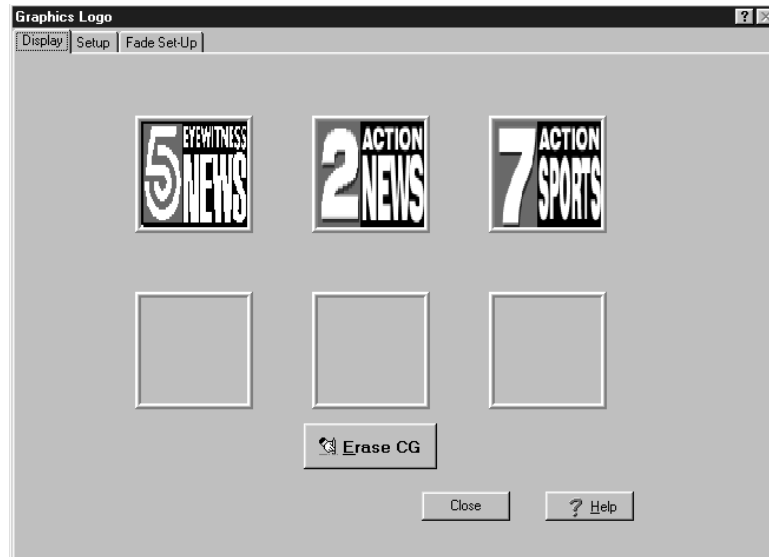 Graphics Logo
Display Setup Fade Set-Up
5 EYEWITNESS NEWS
2 ACTION NEWS
7 ACTION SPORTS
Erase CG
Close
? Help